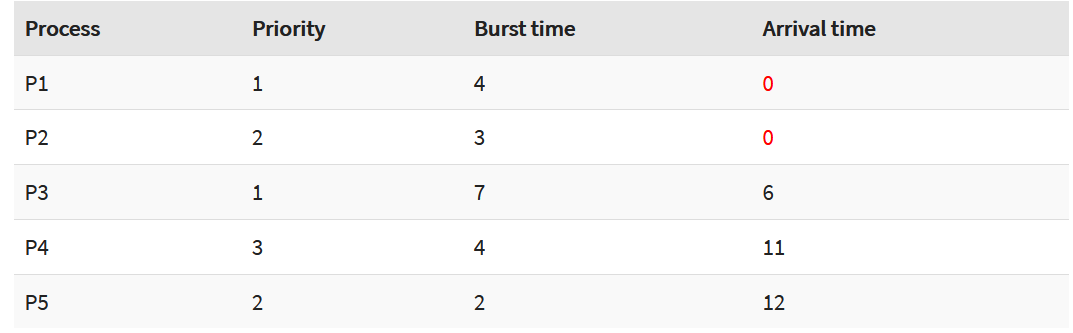 Process Priority Burst time Arrival time
P1 1 4 0
P2 2 3 0
P3 1 7 6
P4 3 4 11
P5 2 2 12